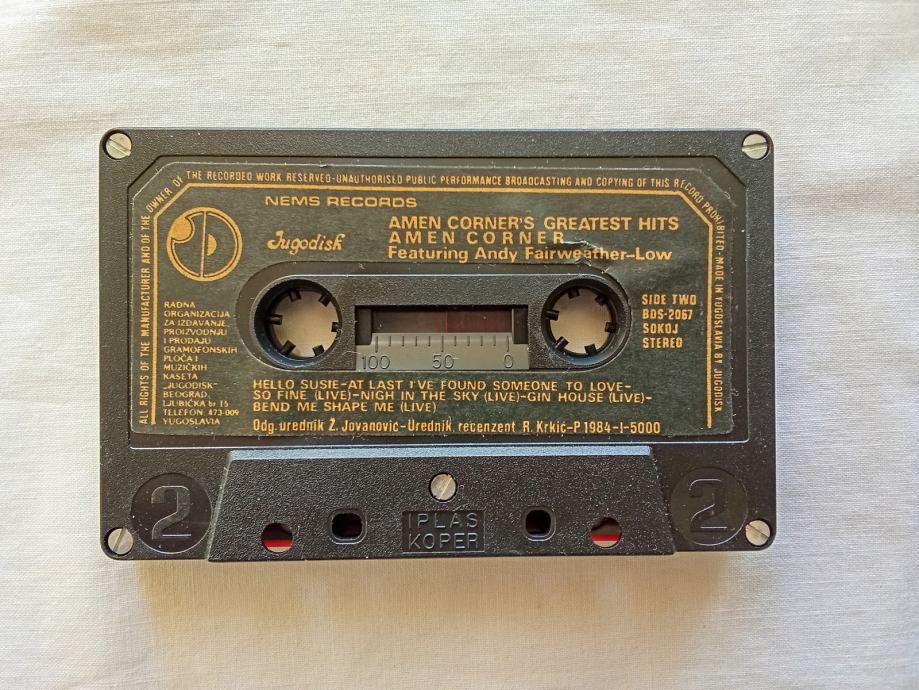 ALL RIGHTS OF THE MANUFACTURER AND OF THE OWNER OF THE RECORDED WORK RESERVED-UNAUTHORISED PUBLIC PERFORMANCE BROADCASTING AND COPYING OF THIS RECORD PROHIBITED-MADE IN YUGOSLAVIA BY JUGODISK
NEMS RECORDS
Jugodisk
AMEN CORNER'S GREATEST HITS
AMEN CORNER
Featuring Andy Fairweather-Low
RADNA
ORGANIZACIJA
ZA IZDAVANJE,
PROIZVODNJU
I PRODAJU
GRAMOFONSKIH
PLOČA I
MUZIČKIH
KASETA
„JUGODISK"
BEOGRAD,
LJUBIČKA br 15
TELEFON: 473-009
YUGOSLAVIA
SIDE TWO
BDS-2067
SOKOJ
STEREO
100 50 0
HELLO SUSIE-AT LAST I'VE FOUND SOMEONE TO LOVE-
SO FINE (LIVE)-NIGH IN THE SKY (LIVE)-GIN HOUSE (LIVE)-
BEND ME SHAPE ME (LIVE)
Odg. urednik Ž. Jovanović-Urednik, recenzent R. Krkić-P 1984-I-5000
2
2
IPLAS
KOPER